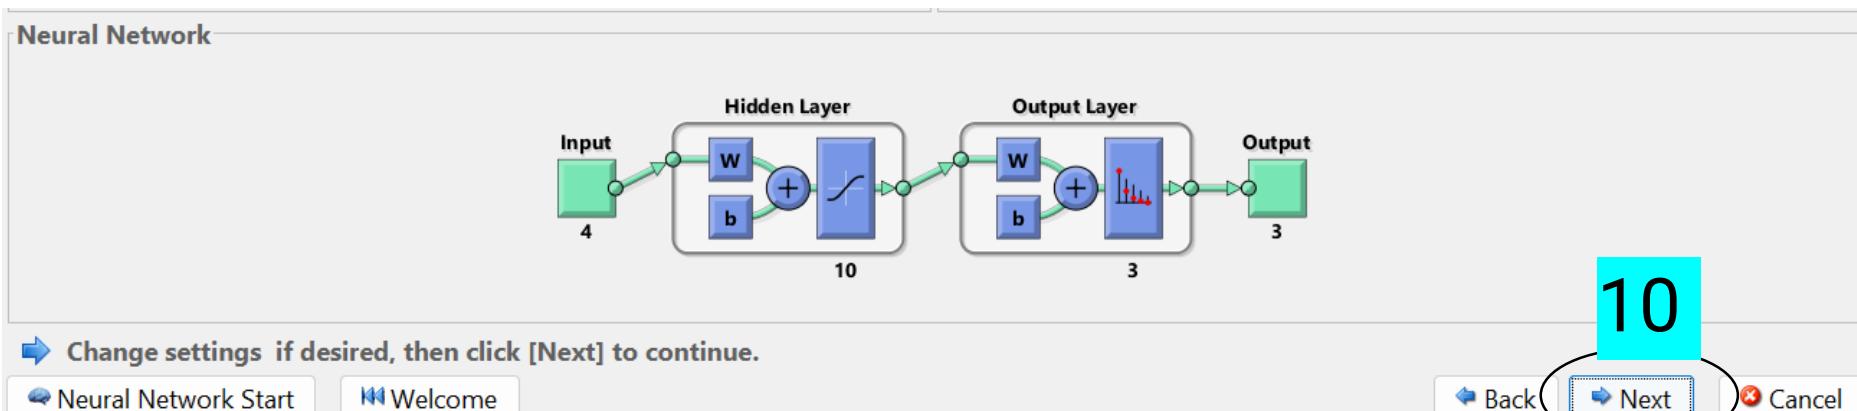 Neural Network
Hidden Layer
Output Layer
Input
Output
W
W
b
b
4
3
10
3
10
Change settings if desired, then click [Next] to continue.
Neural Network Start
Welcome
Back
Next
Cancel